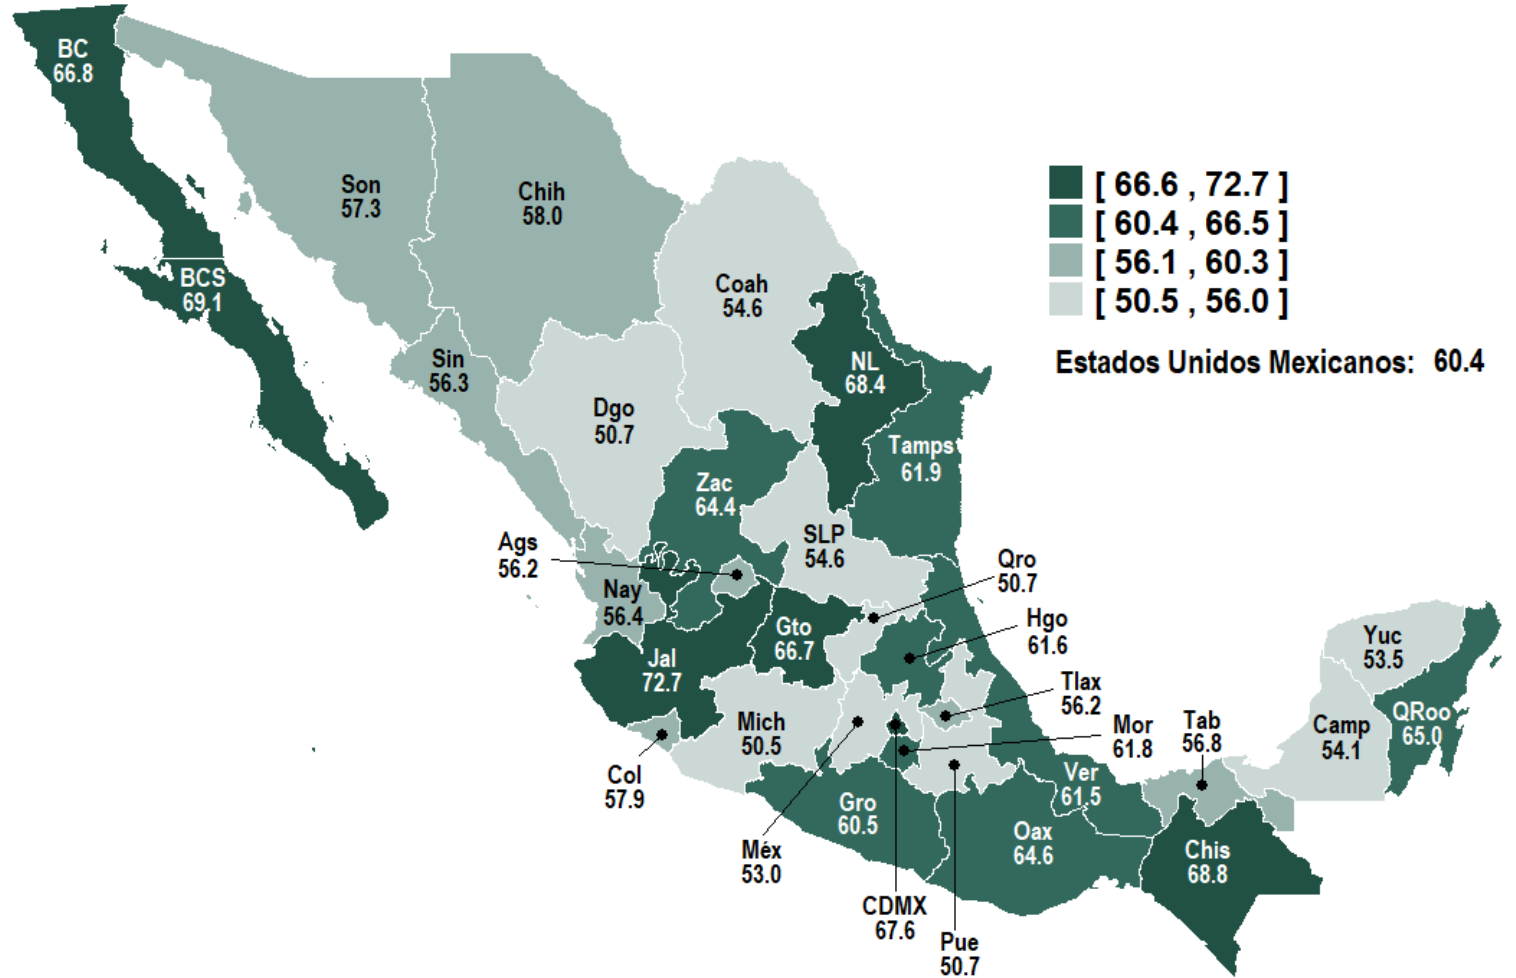 BC
66.8
BCS
69.1
Son
57.3
Chih
58.0
Sin
56.3
Coah
54.6
Dgo
50.7
NL
68.4
Tamps
61.9
Zac
64.4
SLP
54.6
Ags
56.2
Nay
56.4
Jal
72.7
Gto
66.7
Qro
50.7
Hgo
61.6
Tlax
56.2
Mor
61.8
Tab
56.8
Mich
50.5
Col
57.9
Méx
53.0
Gro
60.5
CDMX
67.6
Pue
50.7
Oax
64.6
Ver
61.5
Chis
68.8
Yuc
53.5
Camp
54.1
QRoo
65.0
[ 66.6 , 72.7 ]
[ 60.4 , 66.5 ]
[ 56.1 , 60.3 ]
[ 50.5 , 56.0 ]
Estados Unidos Mexicanos: 60.4